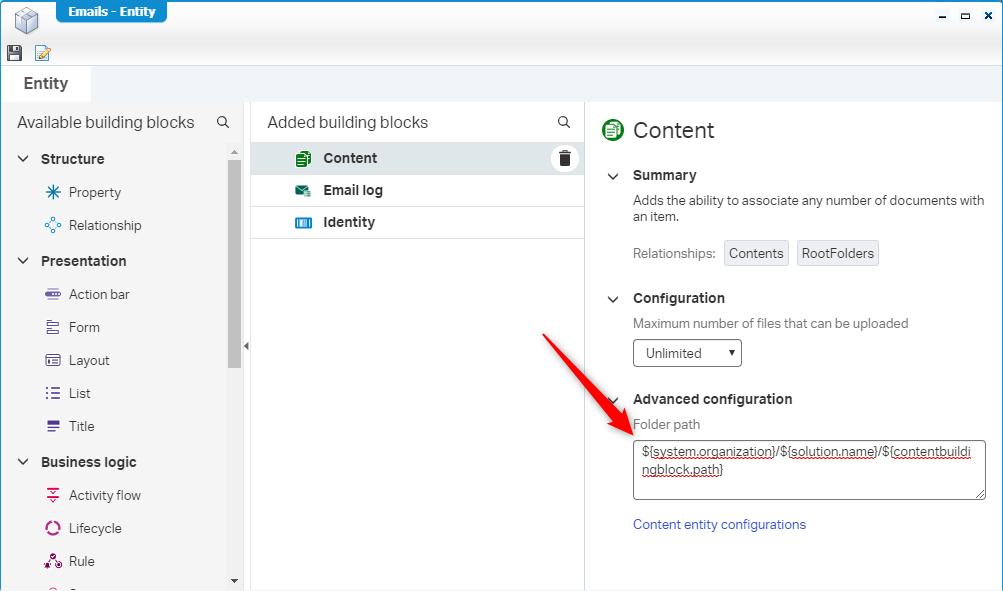 Emails - Entity
Entity
Available building blocks
Structure
Property
Relationship
Presentation
Action bar
Form
Layout
List
Title
Business logic
Activity flow
Lifecycle
Rule
Added building blocks
Content
Email log
Identity
Content
Summary
Adds the ability to associate any number of documents with
an item.
Relationships: Contents RootFolders
Configuration
Maximum number of files that can be uploaded
Unlimited
Advanced configuration
Folder path
${system.organization}/${solution.name}/${contentbuildi
ngblock.path}
Content entity configurations